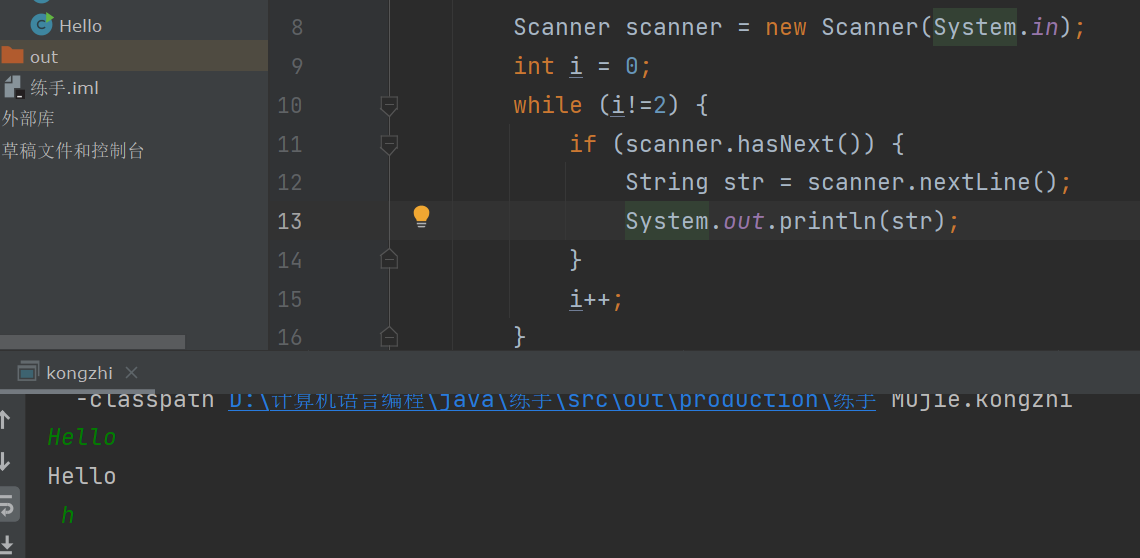 Hello
out
练手.iml
外部库
草稿文件和控制台
8 Scanner scanner = new Scanner(System.in);
9 int i = 0;
10 while (i!=2) {
11 if (scanner.hasNext()) {
12 String str = scanner.nextLine();
13 System.out.println(str);
14 }
15 i++;
16 }
kongzhi
-classpath D:\计算机语言编程\java\练手\src\out\production\练手 Mujie.kongzhi
Hello
Hello
h